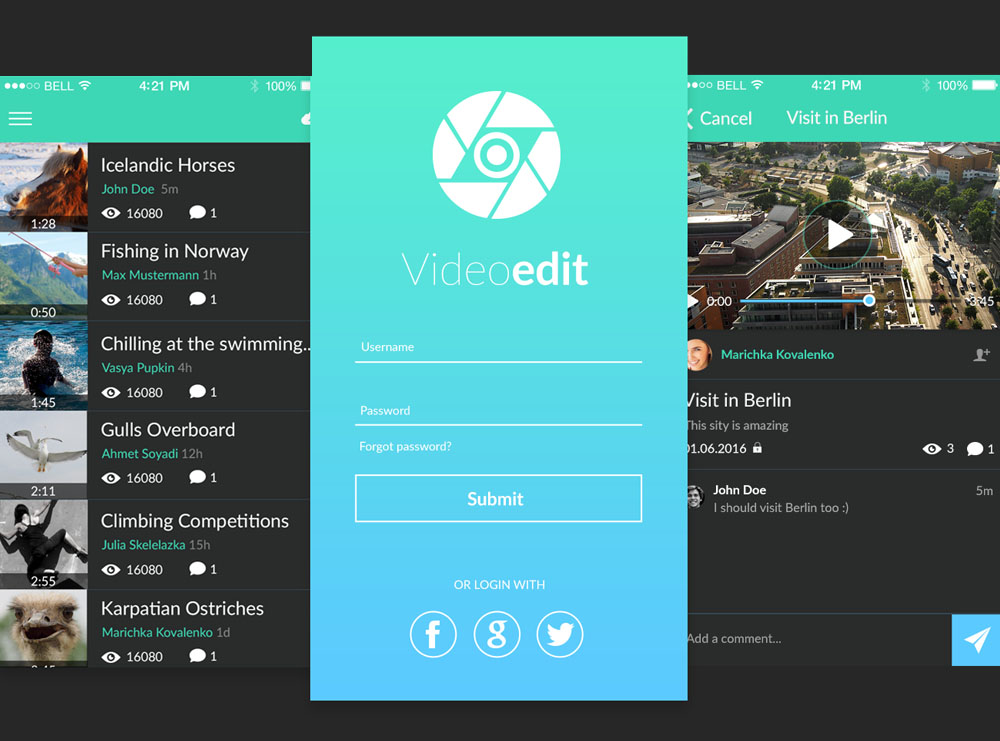 BELL 4:21 PM 100%
Icelandic Horses
John Doe 5m
16080 1
1:28
Fishing in Norway
Max Mustermann 1h
16080 1
0:50
Chilling at the swimming..
Vasya Pupkin 4h
16080 1
1:45
Gulls Overboard
Ahmet Soyadi 12h
16080 1
2:11
Climbing Competitions
Julia Skelelazka 15h
16080 1
2:55
Karpatian Ostriches
Marichka Kovalenko 1d
16080 1
Videoedit
Username
Password
Forgot password?
Submit
OR LOGIN WITH
f g
BELL 4:21 PM 100%
Cancel Visit in Berlin
0:00 3:45
Marichka Kovalenko
Visit in Berlin
This sity is amazing
01.06.2016 3 1
John Doe 5m
I should visit Berlin too :)
Add a comment...